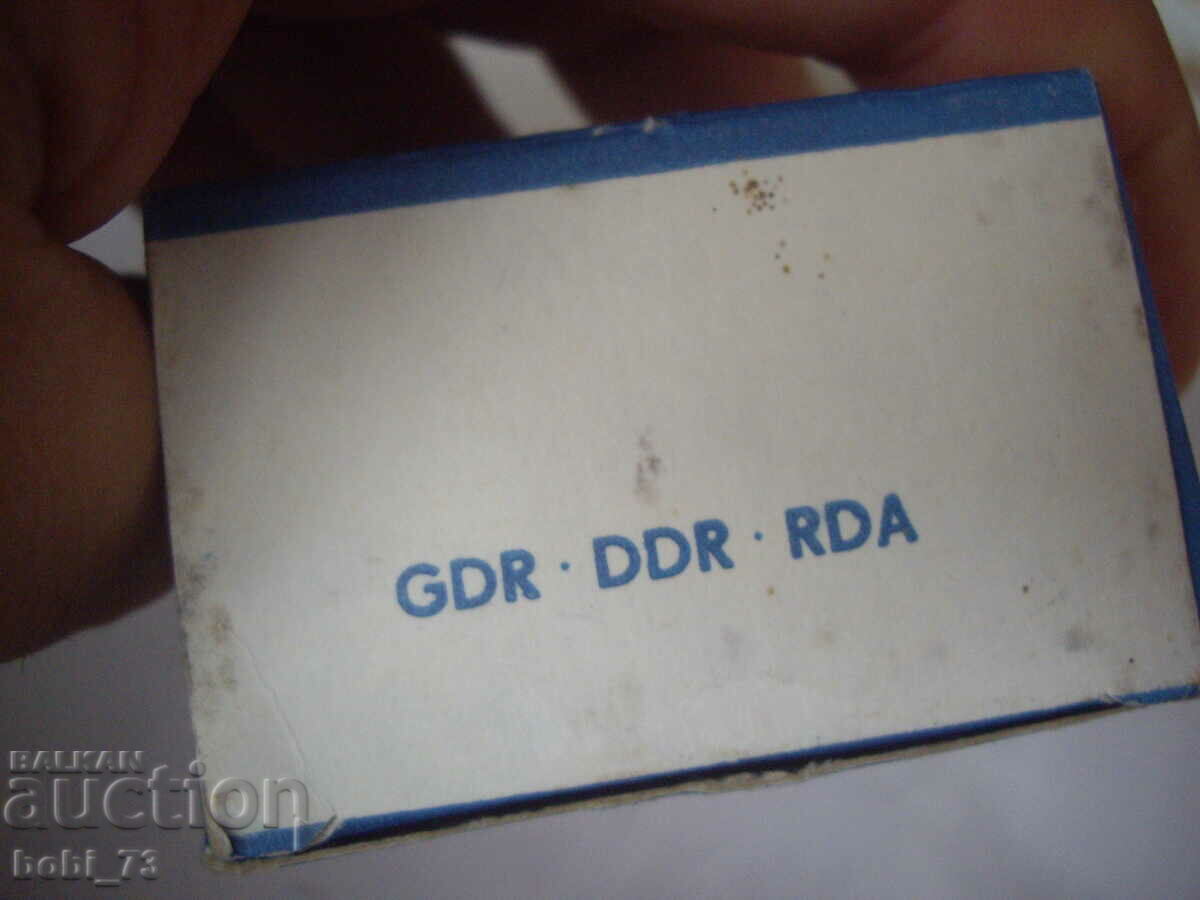 GDR · DDR · RDA
BALKAN
auction
bobi_73